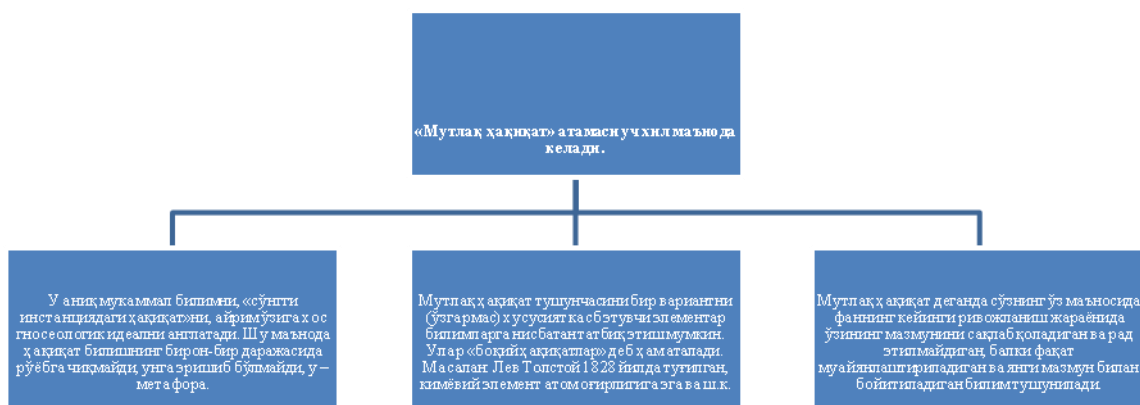 «Мутлақ ҳақиқат» атамаси уч хил маънода
келади.
У аниқ мукаммал билимни, «сўнгги
инстанциядаги ҳақиқат»ни, айрим ўзига хос
гносеологик идеални англатади. Шу маънода
ҳақиқат билишнинг бирон-бир даражасида
рўёбга чиқмайди, унга эришиб бўлмайди, у –
метафора.
Мутлақ ҳақиқат тушунчасини бир вариантни
(ўзгармас) хусусият касб этувчи элементар
билимларга нисбатан татбиқ этиш мумкин.
Улар «боқий ҳақиқатлар» деб ҳам аталади.
Масалан: Лев Толстой 1828 йилда туғилган,
кимёвий элемент атом оғирлигига эга ва ш.к.
Мутлақ ҳақиқат деганда сўзнинг ўз маъносида
фаннинг кейинги ривожланиш жараёнида
ўзининг мазмунини сақлаб қоладиган ва рад
этилмайдиган, балки фақат
муайянлаштириладиган ва янги мазмун билан
бойитиладиган билим тушунилади.